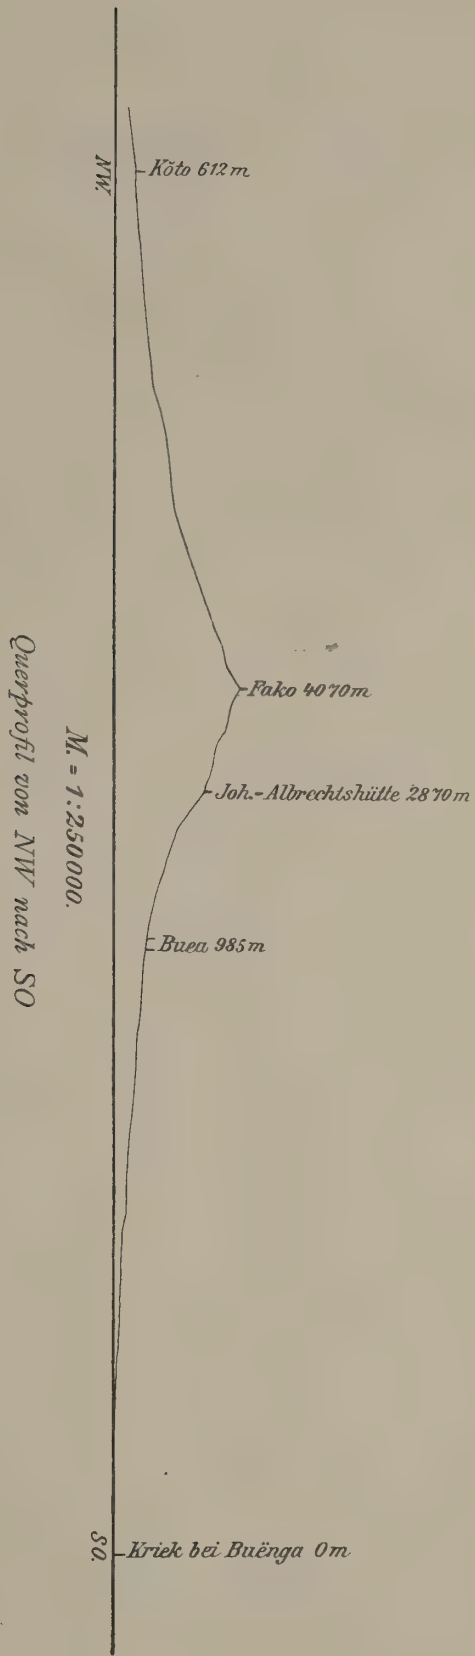 NW.
Kŏto 612 m
Fako 4070 m
Joh.-Albrechtshütte 2870 m
Buea 985 m
Kriek bei Buënga 0 m
SO.
M. = 1:250000.
Querprofil von NW nach SO